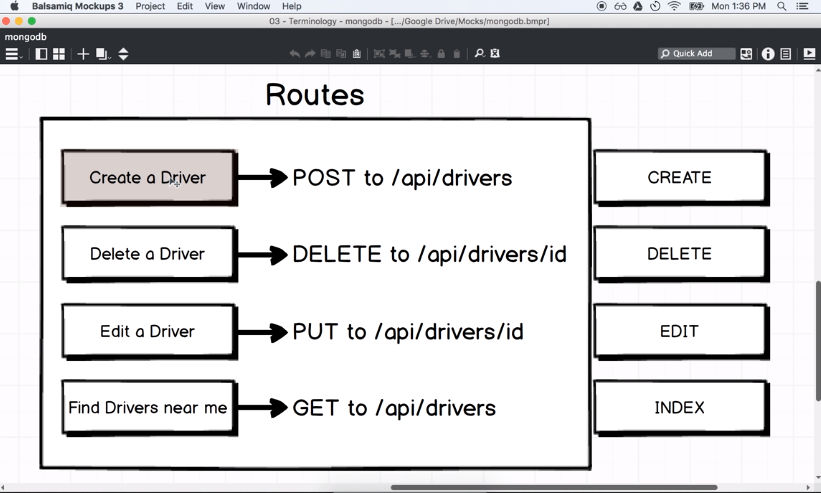 Balsamiq Mockups 3 Project Edit View Window Help Mon 1:36 PM
03 - Terminology - mongodb - [.../Google Drive/Mocks/mongodb.bmpr]
mongodb
Quick Add
Routes
Create a Driver POST to /api/drivers CREATE
Delete a Driver DELETE to /api/drivers/id DELETE
Edit a Driver PUT to /api/drivers/id EDIT
Find Drivers near me GET to /api/drivers INDEX